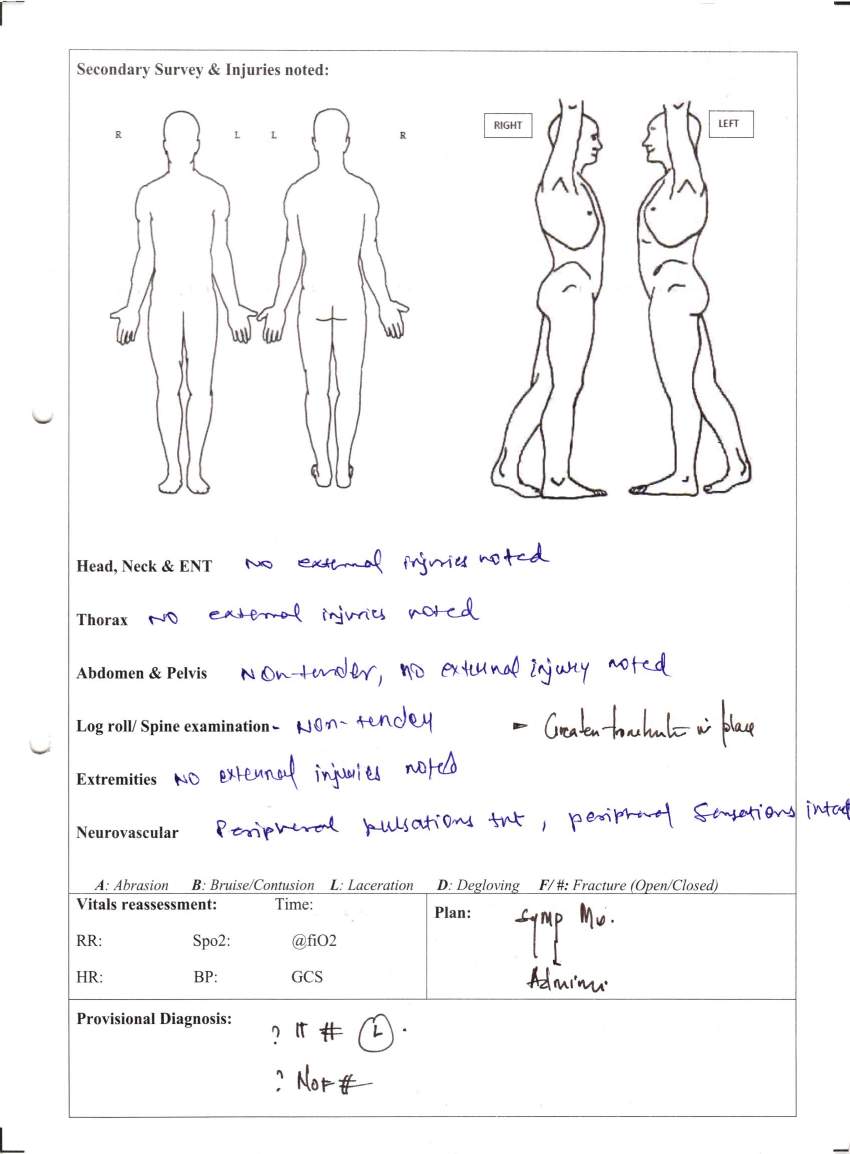 Secondary Survey & Injuries noted:
R L L R
RIGHT LEFT
Head, Neck & ENT No external injuries noted
Thorax NO external injuries noted
Abdomen & Pelvis NON-tender, NO external injury noted
Log roll/ Spine examination - NON-tender - Greater trochanter in place
Extremities NO external injuries noted
Neurovascular Peripheral pulsations , peripheral Sensations intact
A: Abrasion B: Bruise/Contusion L: Laceration D: Degloving F/ #: Fracture (Open/Closed)
Vitals reassessment: Time:
RR: Spo2: @fiO2
HR: BP: GCS
Plan: Symp
Provisional Diagnosis:
? IT # L.
? NOF #